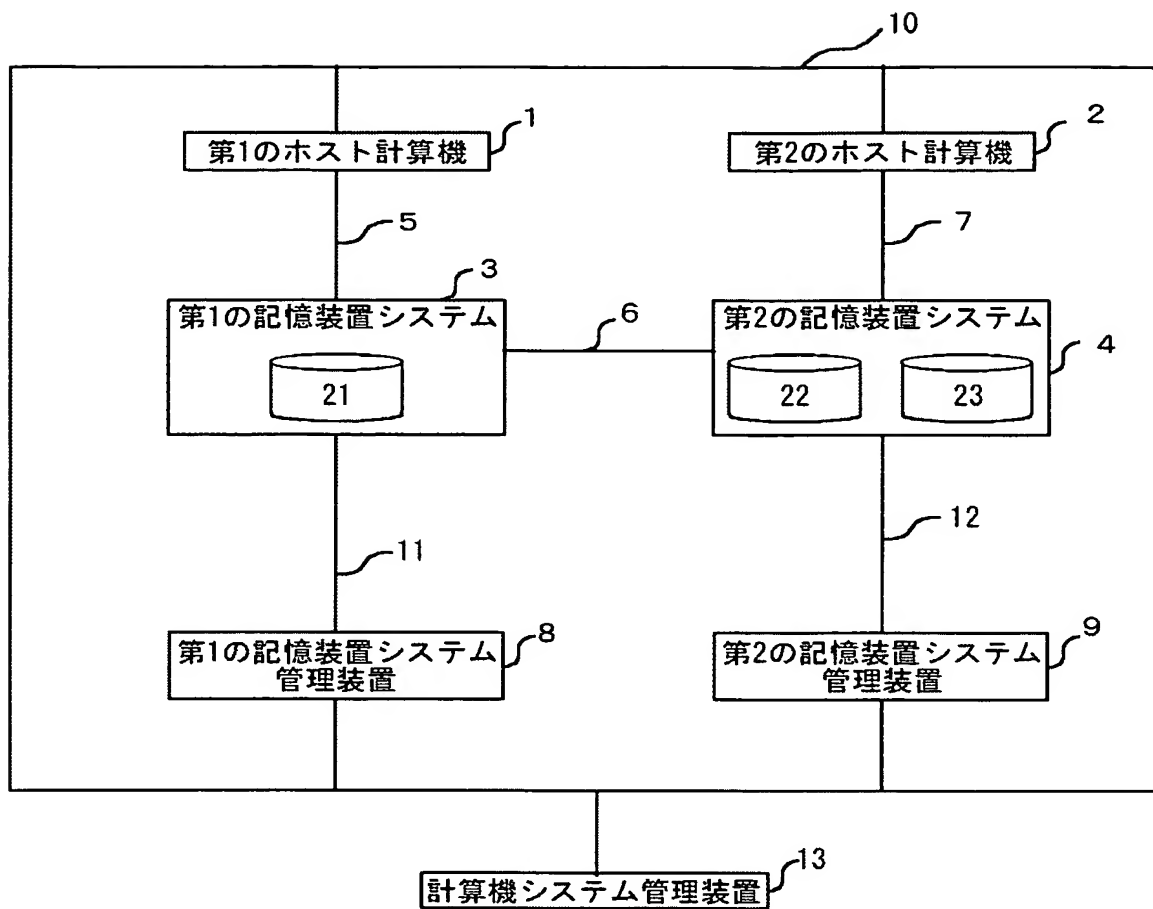 10
1
第1のホスト計算機
2
第2のホスト計算機
5
7
3
第1の記憶装置システム
21
6
第2の記憶装置システム
4
22
23
11
12
第1の記憶装置システム
管理装置
8
第2の記憶装置システム
管理装置
9
計算機システム管理装置
13